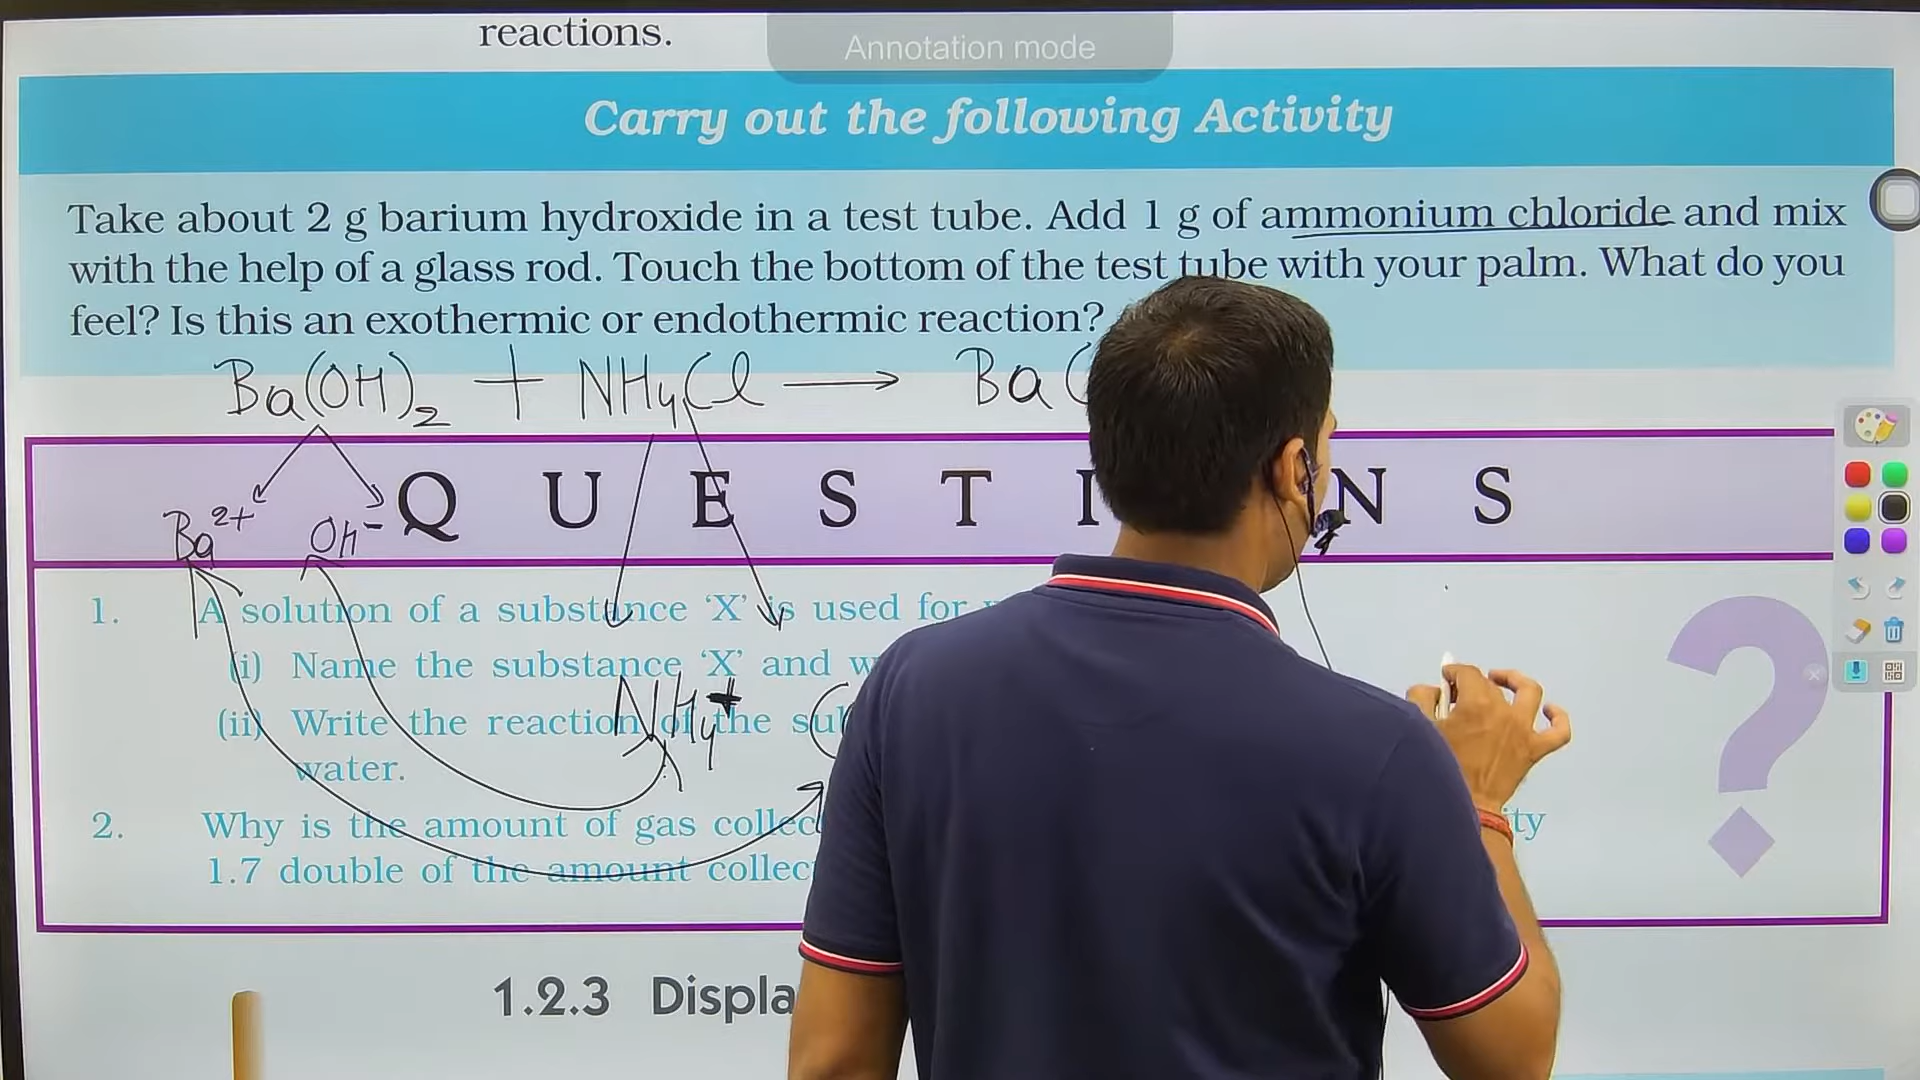 reactions.
Annotation mode
Carry out the following Activity
Take about 2 g barium hydroxide in a test tube. Add 1 g of ammonium chloride and mix
with the help of a glass rod. Touch the bottom of the test tube with your palm. What do you
feel? Is this an exothermic or endothermic reaction?
Ba(OH)₂ + NH₄Cl → Ba(
Q U E S T I N S
Ba²⁺ OH⁻
1. A solution of a substance ‘X’ is used for
(i) Name the substance ‘X’ and
(ii) Write the reaction of the
water.
NH₄⁺
2. Why is the amount of gas
1.7 double of the amount
1.2.3